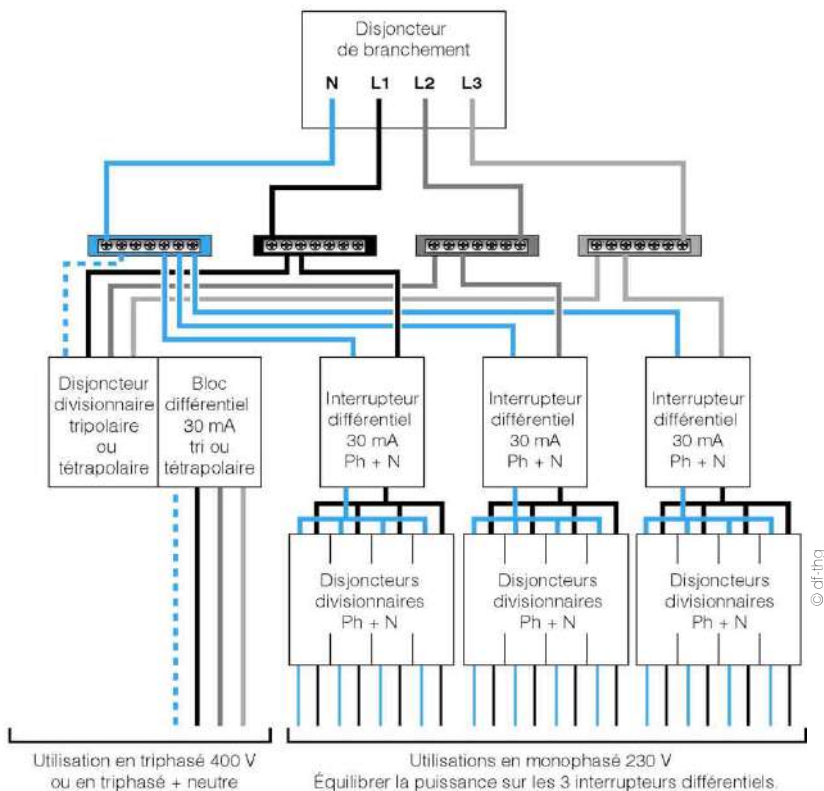 Disjoncteur
de branchement
N L1 L2 L3
Disjoncteur
divisionnaire
tripolaire
ou
tétrapolaire
Bloc
différentiel
30 mA
tri ou
tétrapolaire
Interrupteur
différentiel
30 mA
Ph + N
Interrupteur
différentiel
30 mA
Ph + N
Interrupteur
différentiel
30 mA
Ph + N
Disjoncteurs
divisionnaires
Ph + N
Disjoncteurs
divisionnaires
Ph + N
Disjoncteurs
divisionnaires
Ph + N
© df-thg
Utilisation en triphasé 400 V
ou en triphasé + neutre
Utilisations en monophasé 230 V
Équilibrer la puissance sur les 3 interrupteurs différentiels.